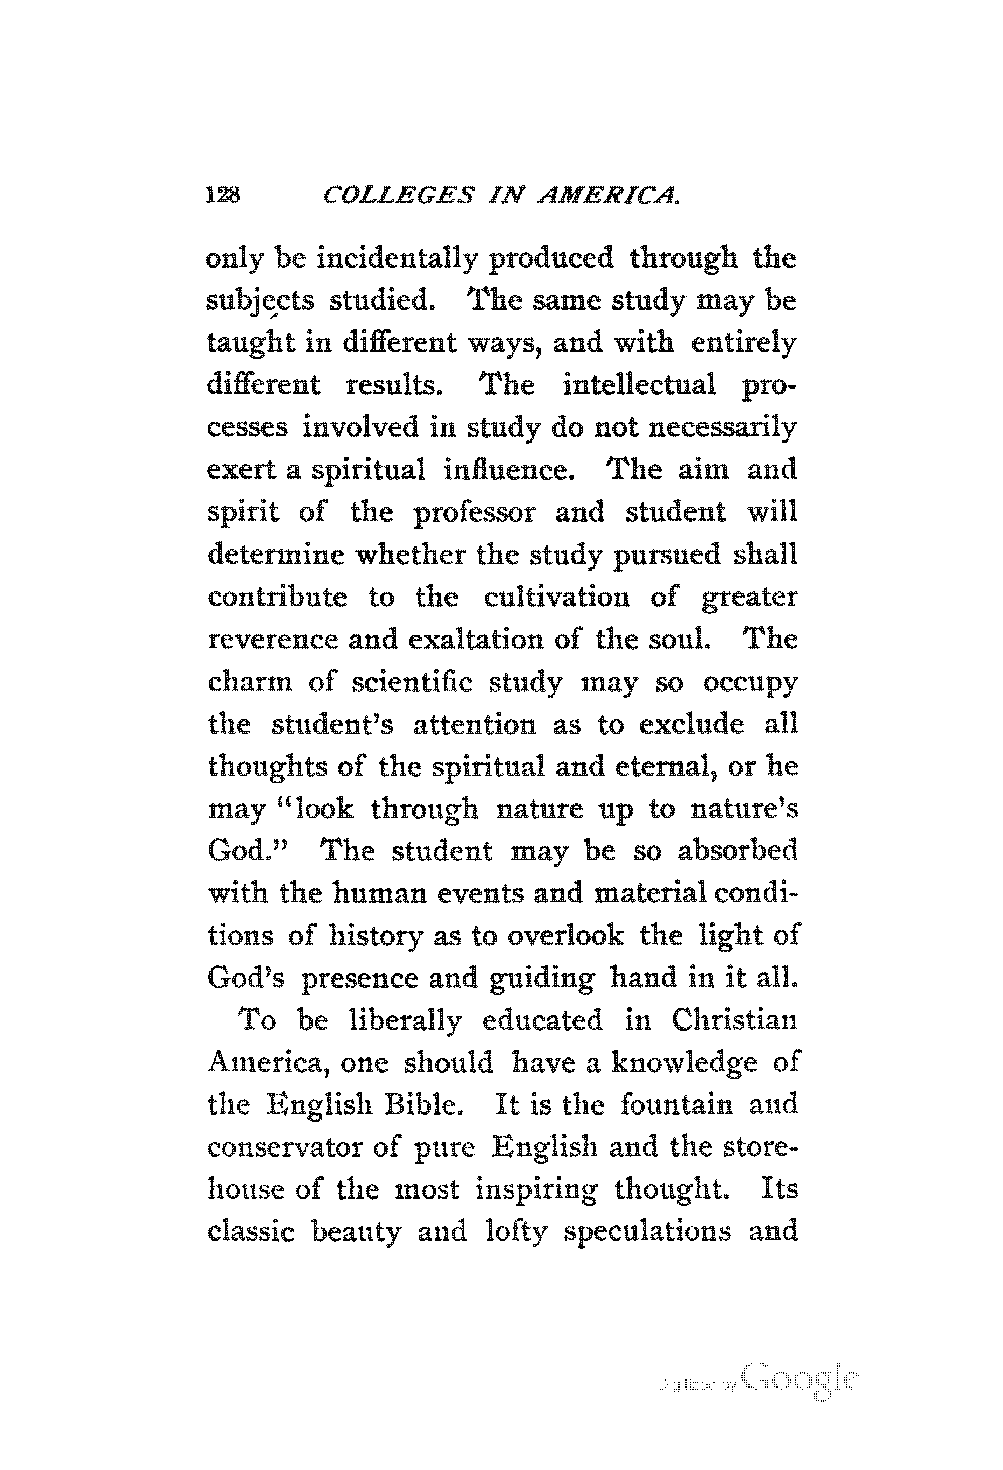 128 COLLEGES IN AMERICA.
only be incidentally produced through the
subjects studied. The same study may be
taught in different ways, and with entirely
different results. The intellectual pro-
cesses involved in study do not necessarily
exert a spiritual influence. The aim and
spirit of the professor and student will
determine whether the study pursued shall
contribute to the cultivation of greater
reverence and exaltation of the soul. The
charm of scientific study may so occupy
the student's attention as to exclude all
thoughts of the spiritual and eternal, or he
may "look through nature up to nature's
God." The student may be so absorbed
with the human events and material condi-
tions of history as to overlook the light of
God's presence and guiding hand in it all.
To be liberally educated in Christian
America, one should have a knowledge of
the English Bible. It is the fountain and
conservator of pure English and the store-
house of the most inspiring thought. Its
classic beauty and lofty speculations and
Digitized by Google